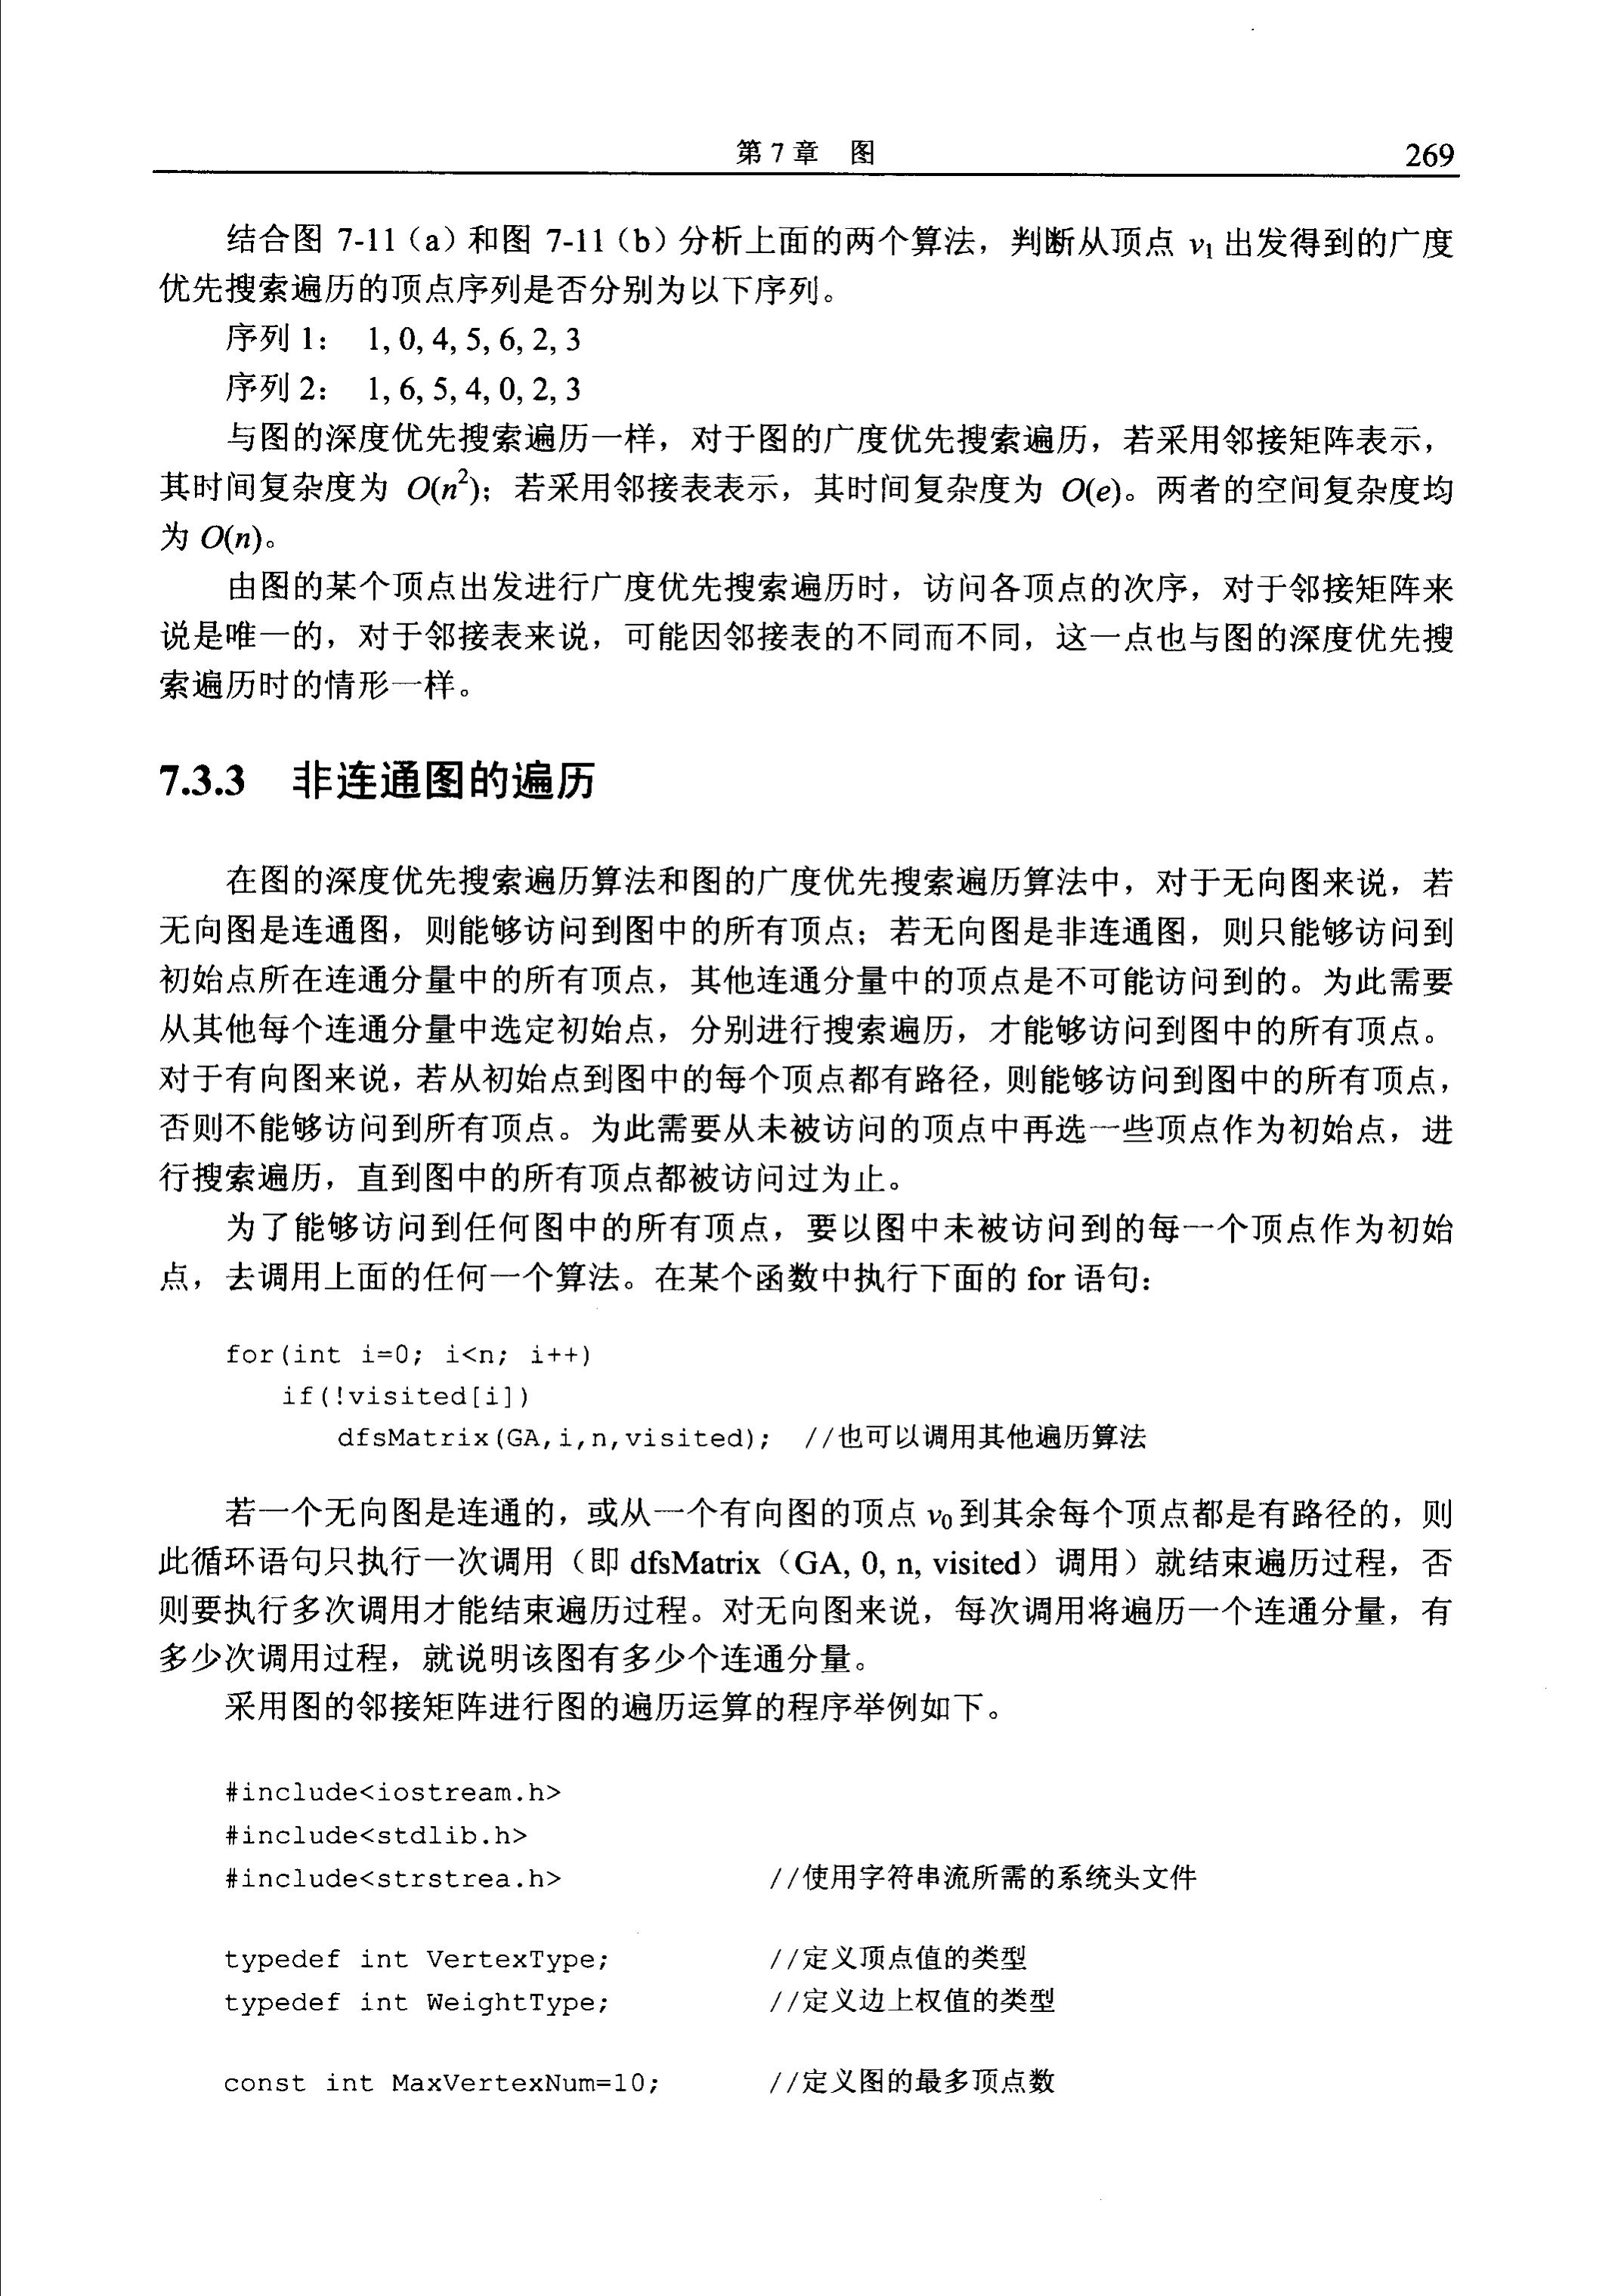 第 7 章 图 269
结合图 7-11（a）和图 7-11（b）分析上面的两个算法，判断从顶点 v₁ 出发得到的广度
优先搜索遍历的顶点序列是否分别为以下序列。
序列 1： 1, 0, 4, 5, 6, 2, 3
序列 2： 1, 6, 5, 4, 0, 2, 3
与图的深度优先搜索遍历一样，对于图的广度优先搜索遍历，若采用邻接矩阵表示，
其时间复杂度为 O(n²)；若采用邻接表表示，其时间复杂度为 O(e)。两者的空间复杂度均
为 O(n)。
由图的某个顶点出发进行广度优先搜索遍历时，访问各顶点的次序，对于邻接矩阵来
说是唯一的，对于邻接表来说，可能因邻接表的不同而不同，这一点也与图的深度优先搜
索遍历时的情形一样。
7.3.3 非连通图的遍历
在图的深度优先搜索遍历算法和图的广度优先搜索遍历算法中，对于无向图来说，若
无向图是连通图，则能够访问到图中的所有顶点；若无向图是非连通图，则只能够访问到
初始点所在连通分量中的所有顶点，其他连通分量中的顶点是不可能访问到的。为此需要
从其他每个连通分量中选定初始点，分别进行搜索遍历，才能够访问到图中的所有顶点。
对于有向图来说，若从初始点到图中的每个顶点都有路径，则能够访问到图中的所有顶点，
否则不能够访问到所有顶点。为此需要从未被访问的顶点中再选一些顶点作为初始点，进
行搜索遍历，直到图中的所有顶点都被访问过为止。
为了能够访问到任何图中的所有顶点，要以图中未被访问到的每一个顶点作为初始
点，去调用上面的任何一个算法。在某个函数中执行下面的 for 语句：
for(int i=0; i<n; i++)
if(!visited[i])
dfsMatrix(GA,i,n,visited); //也可以调用其他遍历算法
若一个无向图是连通的，或从一个有向图的顶点 v₀ 到其余每个顶点都是有路径的，则
此循环语句只执行一次调用（即 dfsMatrix（GA, 0, n, visited）调用）就结束遍历过程，否
则要执行多次调用才能结束遍历过程。对无向图来说，每次调用将遍历一个连通分量，有
多少次调用过程，就说明该图有多少个连通分量。
采用图的邻接矩阵进行图的遍历运算的程序举例如下。
#include<iostream.h>
#include<stdlib.h>
#include<strstrea.h> //使用字符串流所需的系统头文件
typedef int VertexType; //定义顶点值的类型
typedef int WeightType; //定义边上权值的类型
const int MaxVertexNum=10; //定义图的最多顶点数